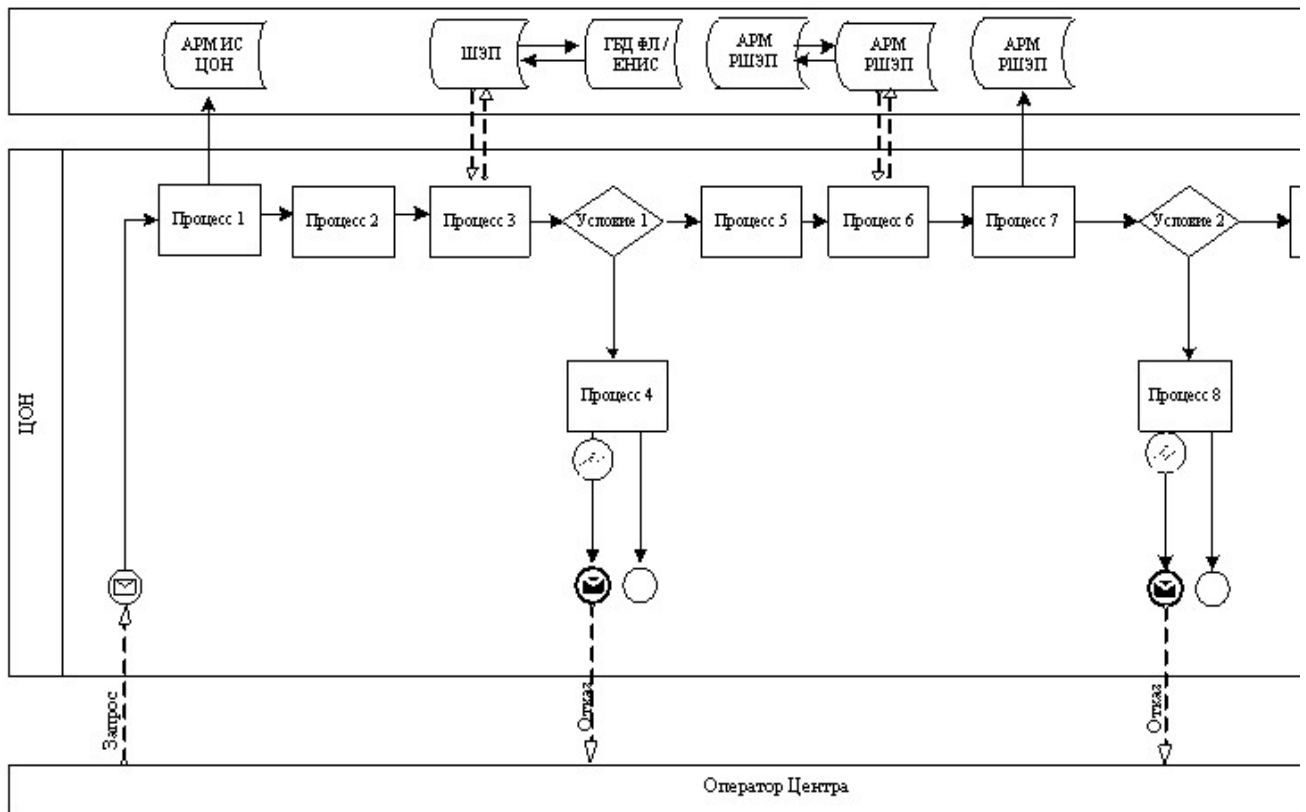 АРМ ИС
ЦОН
ШЭП
ГБД ФЛ /
ЕНИС
АРМ
РШЭП
АРМ
РШЭП
АРМ
РШЭП
ЦОН
Процесс 1
Процесс 2
Процесс 3
Условие 1
Процесс 5
Процесс 6
Процесс 7
Условие 2
Процесс 4
Процесс 8
Запрос
Отказ
Отказ
Оператор Центра